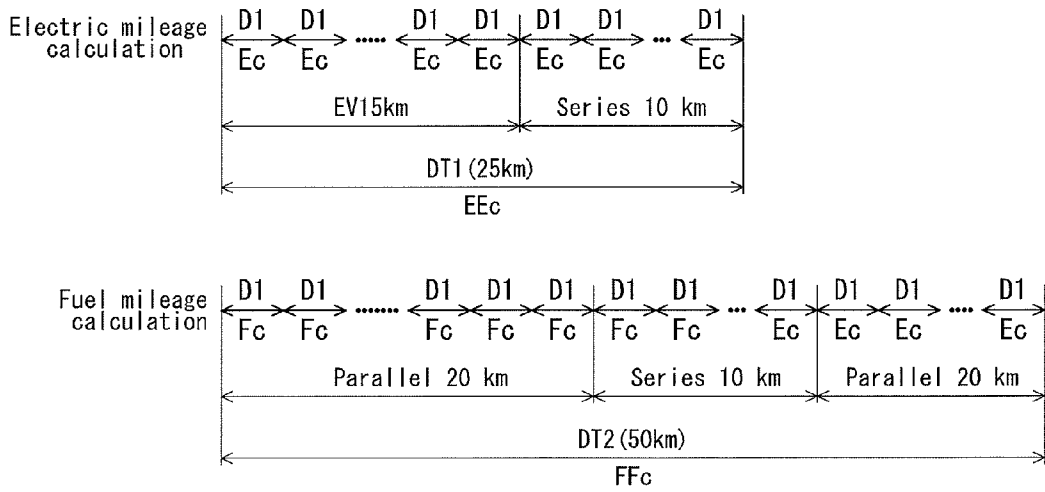 Electric mileage
calculation
D1 D1 D1 D1 D1 D1 D1
Ec Ec Ec Ec Ec Ec Ec
EV15km Series 10 km
DT1(25km)
EEc
Fuel mileage
calculation
D1 D1 D1 D1 D1 D1 D1 D1 D1 D1 D1
Fc Fc Fc Fc Fc Fc Fc Ec Ec Ec Ec
Parallel 20 km Series 10 km Parallel 20 km
DT2(50km)
FFc